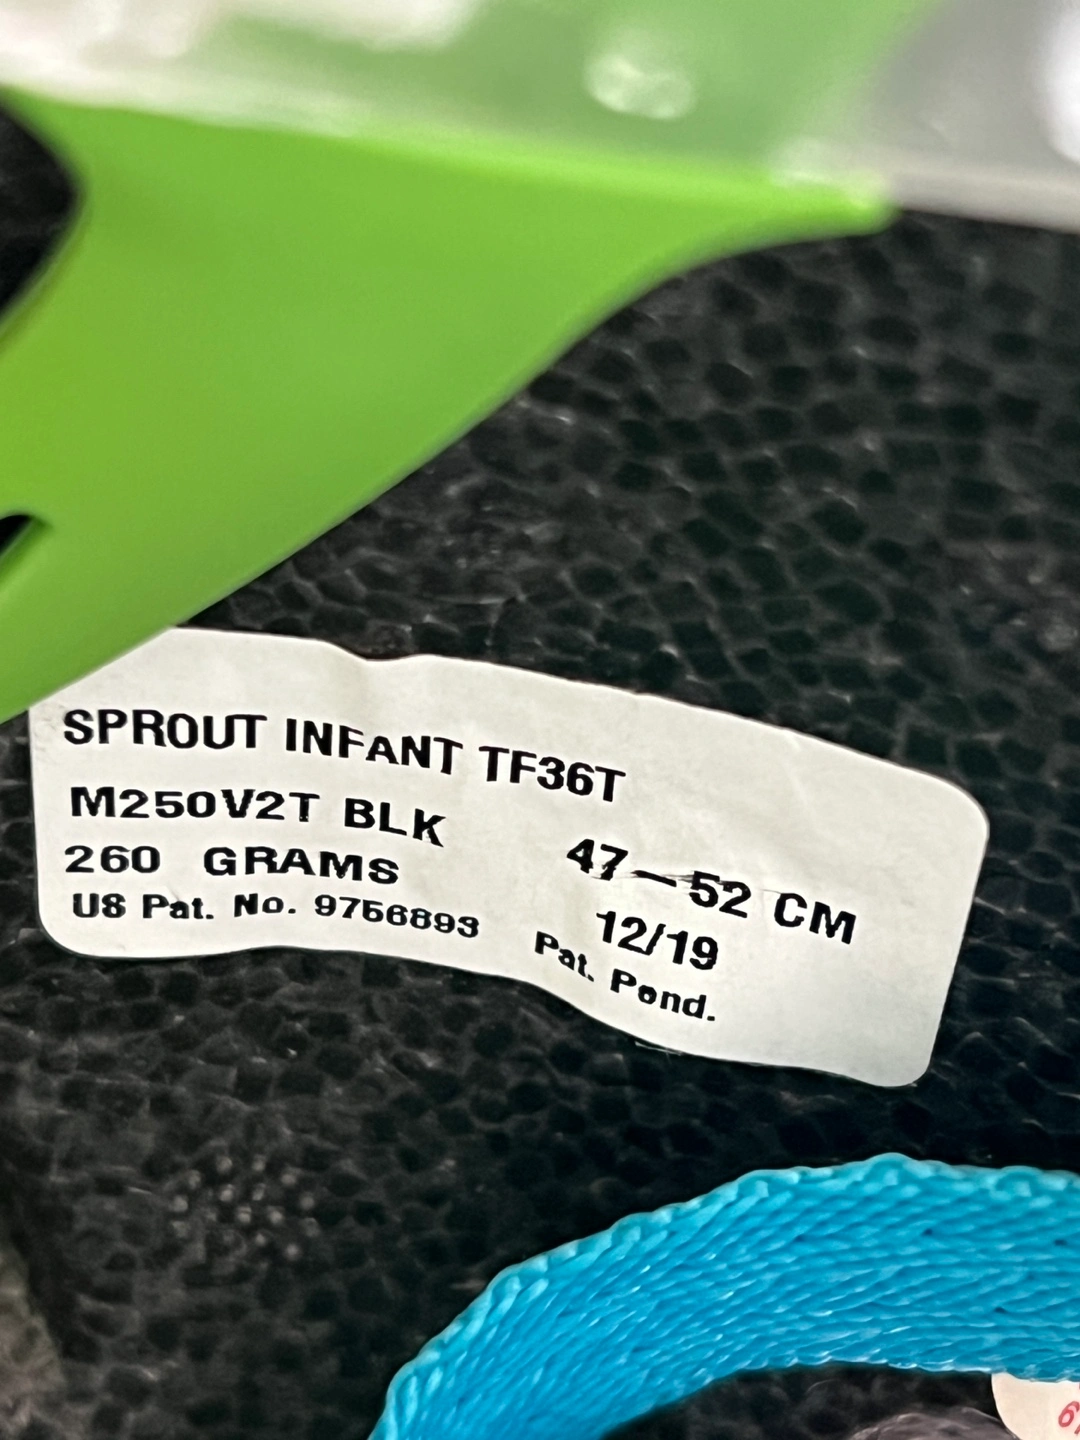 SPROUT INFANT TF36T
M250V2T BLK
260 GRAMS
47-52 CM
US Pat. No. 9756893
12/19
Pat. Pend.